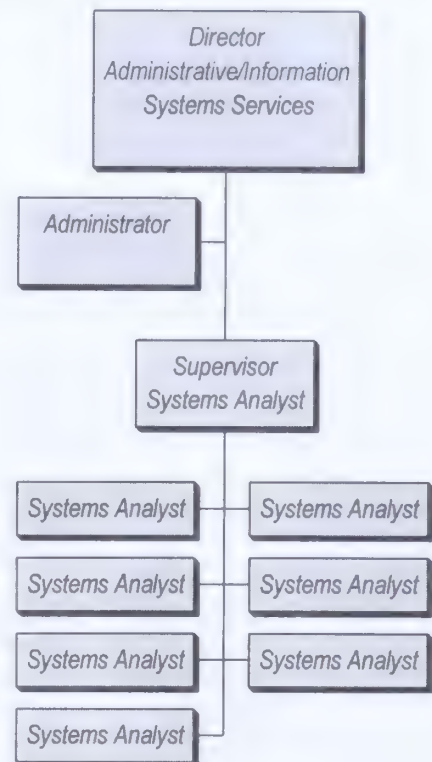 Director
Administrative/Information
Systems Services
Administrator
Supervisor
Systems Analyst
Systems Analyst
Systems Analyst
Systems Analyst
Systems Analyst
Systems Analyst
Systems Analyst
Systems Analyst